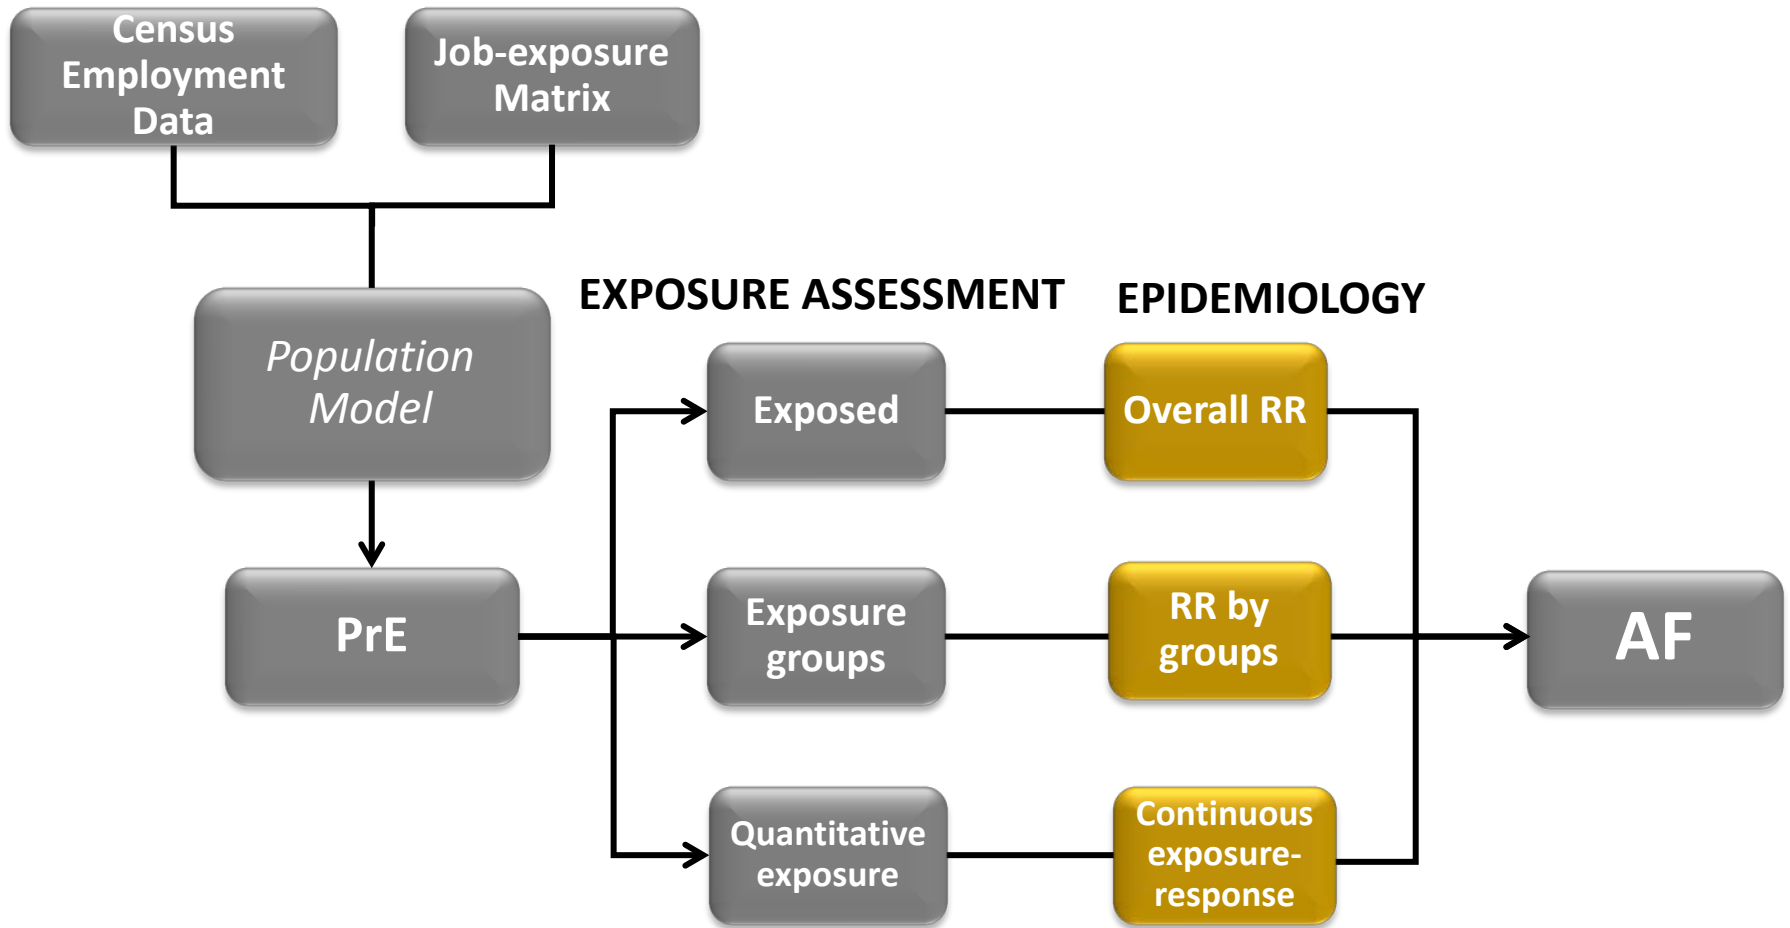 Census
Employment
Data
Job-exposure
Matrix
Population
Model
PrE
EXPOSURE ASSESSMENT
EPIDEMIOLOGY
Exposed
Overall RR
Exposure
groups
RR by
groups
Quantitative
exposure
Continuous
exposure-
response
AF